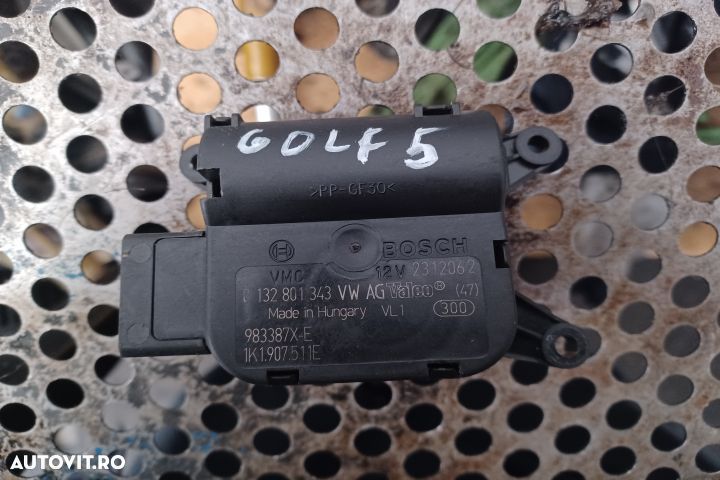 GOLF 5
>PP-GF30<
BOSCH
VMC 12V 2312062
0 132 801 343 VW AG Valeo® (47)
Made in Hungary VL1 300
983387X-E
1K1.907.511E
AUTOVIT.RO